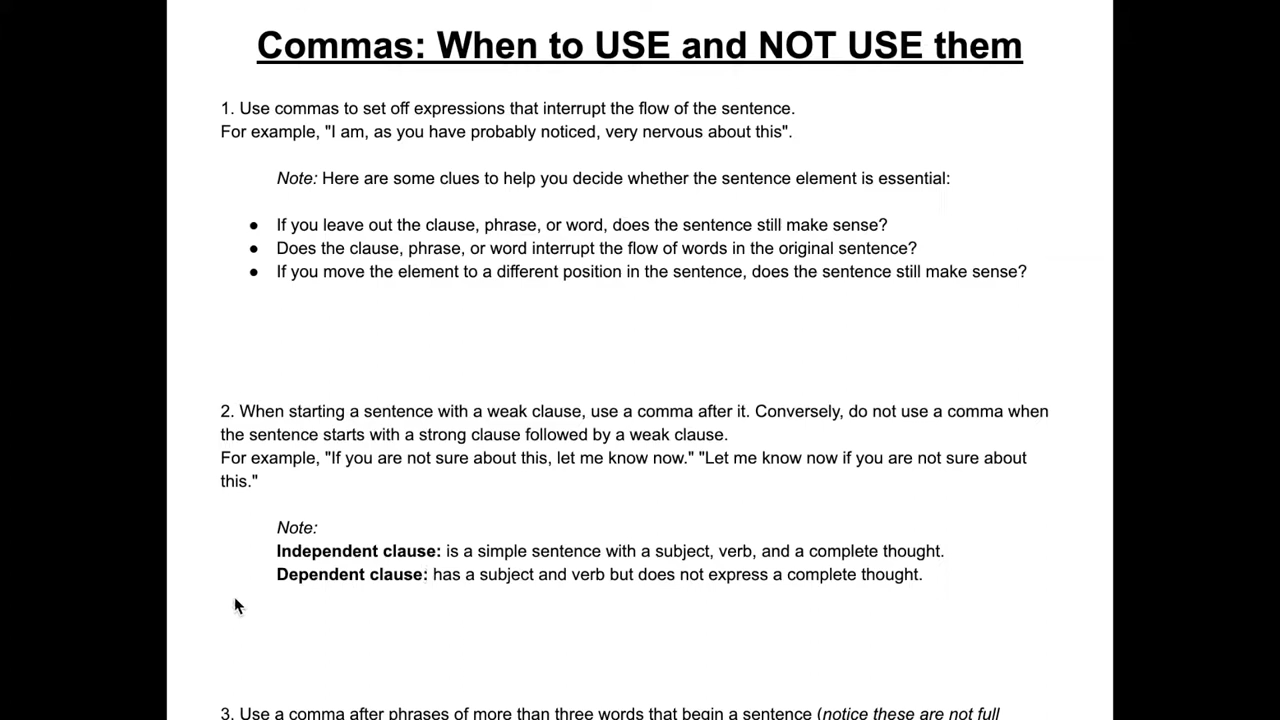 Commas: When to USE and NOT USE them
1. Use commas to set off expressions that interrupt the flow of the sentence.
For example, "I am, as you have probably noticed, very nervous about this".
Note: Here are some clues to help you decide whether the sentence element is essential:
● If you leave out the clause, phrase, or word, does the sentence still make sense?
● Does the clause, phrase, or word interrupt the flow of words in the original sentence?
● If you move the element to a different position in the sentence, does the sentence still make sense?
2. When starting a sentence with a weak clause, use a comma after it. Conversely, do not use a comma when
the sentence starts with a strong clause followed by a weak clause.
For example, "If you are not sure about this, let me know now." "Let me know now if you are not sure about
this."
Note:
Independent clause: is a simple sentence with a subject, verb, and a complete thought.
Dependent clause: has a subject and verb but does not express a complete thought.
3. Use a comma after phrases of more than three words that begin a sentence (notice these are not full